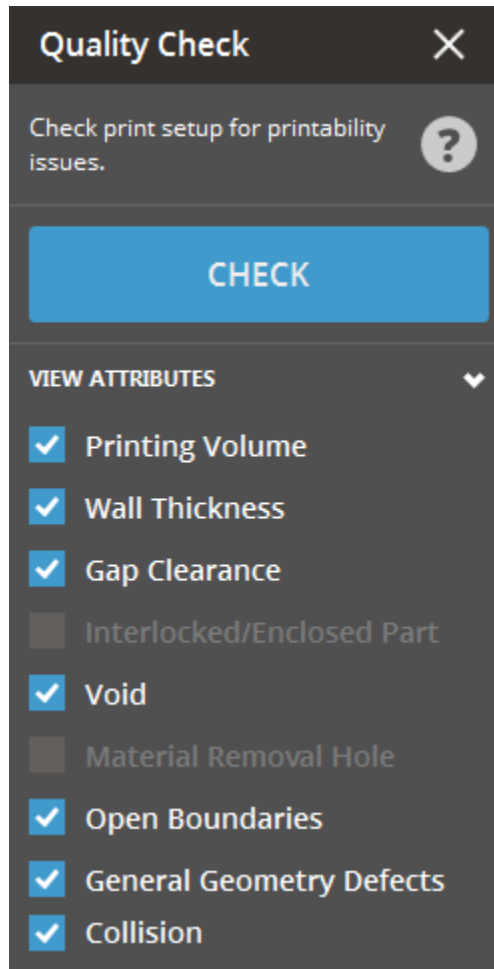 Quality Check
Check print setup for printability
issues.
?
CHECK
VIEW ATTRIBUTES
Printing Volume
Wall Thickness
Gap Clearance
Interlocked/Enclosed Part
Void
Material Removal Hole
Open Boundaries
General Geometry Defects
Collision